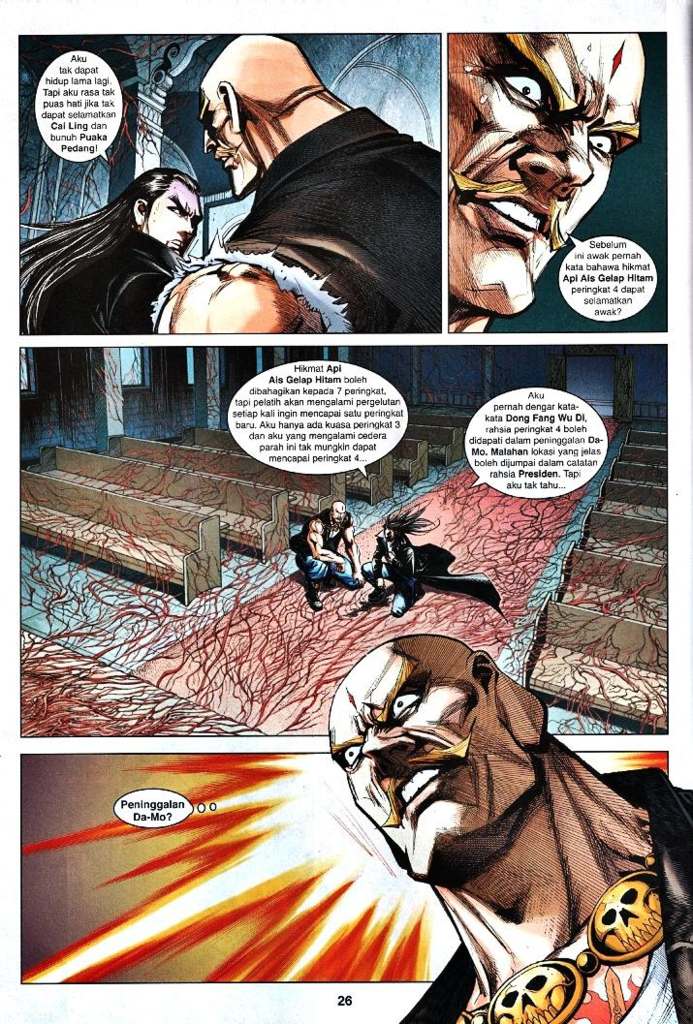 Aku
tak dapat
hidup lama lagi.
Tapi aku rasa tak
puas hati jika tak
dapat selamatkan
Cai Ling dan
bunuh Puaka
Pedang!
Sebelum
ini awak pernah
kata bahawa hikmat
Api Ais Gelap Hitam
peringkat 4 dapat
selamatkan
awak?
Hikmat Api
Ais Gelap Hitam boleh
dibahagikan kepada 7 peringkat,
tapi pelatih akan mengalami pergelutan
setiap kali ingin mencapai satu peringkat
baru. Aku hanya ada kuasa peringkat 3
dan aku yang mengalami cedera
parah ini tak mungkin dapat
mencapai peringkat 4...
Aku
pernah dengar kata-
kata Dong Fang Wu Di,
rahsia peringkat 4 boleh
didapati dalam peninggalan Da-
Mo. Malahan lokasi yang jelas
boleh dijumpai dalam catatan
rahsia Presiden. Tapi
aku tak tahu...
Peninggalan
Da-Mo?
26